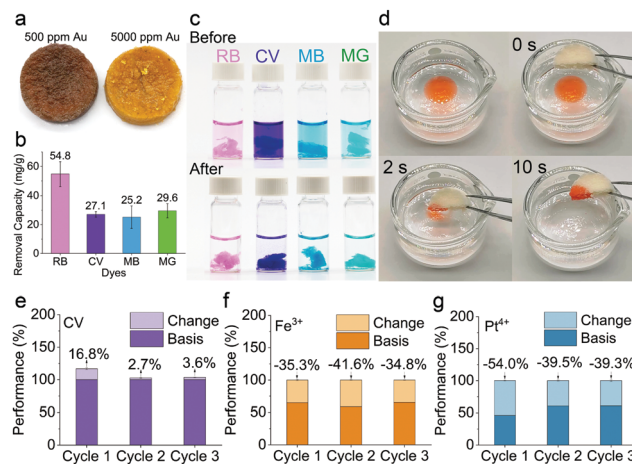 a
500 ppm Au 5000 ppm Au
b
Removal Capacity (mg/g)
60
40
20
0
54.8
27.1
25.2
29.6
RB CV MB MG
Dyes
c
Before
RB CV MB MG
After
d
0 s
2 s
10 s
e
CV
Change
Basis
Performance (%)
200
150
100
50
0
16.8%
2.7%
3.6%
Cycle 1 Cycle 2 Cycle 3
f
Fe³⁺
Change
Basis
Performance (%)
200
150
100
50
0
-35.3%
-41.6%
-34.8%
Cycle 1 Cycle 2 Cycle 3
g
Pt⁴⁺
Change
Basis
Performance (%)
200
150
100
50
0
-54.0%
-39.5%
-39.3%
Cycle 1 Cycle 2 Cycle 3